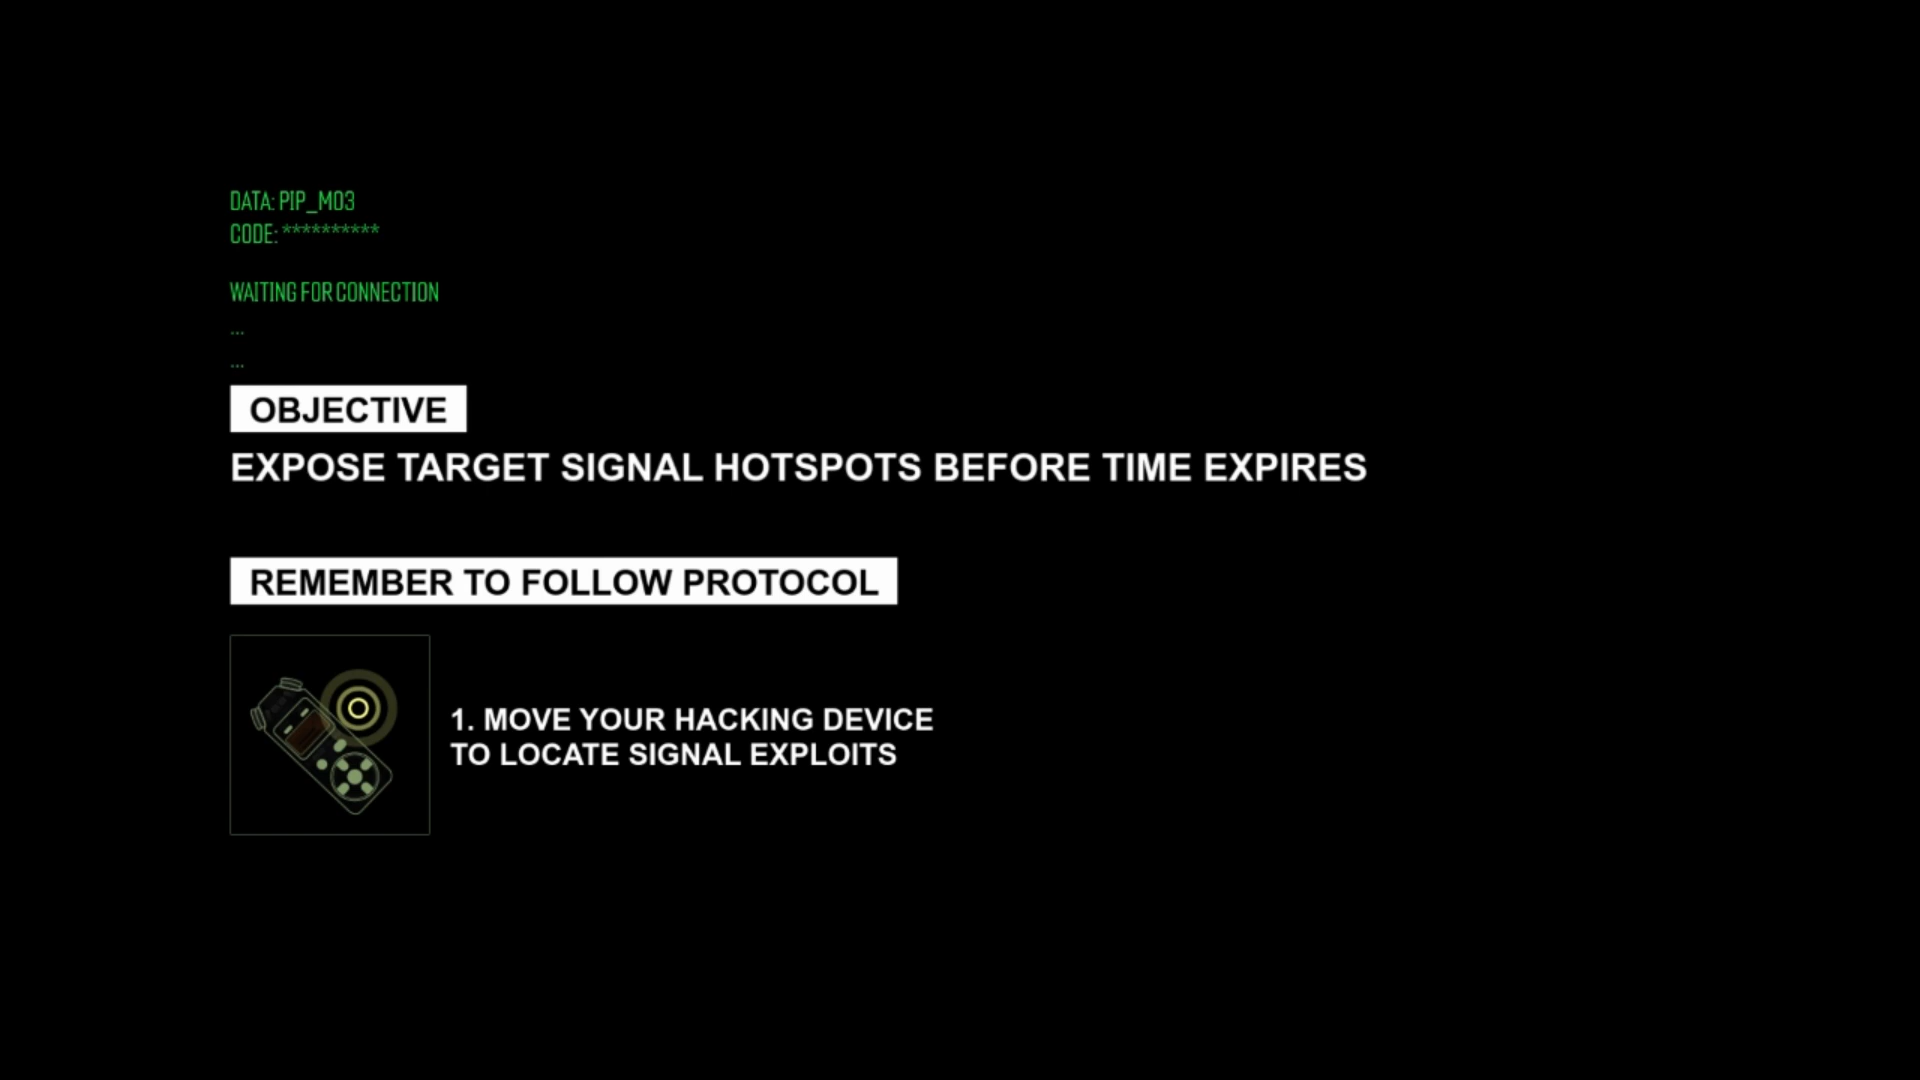 DATA: PIP_M03
CODE: **********
WAITING FOR CONNECTION
...
...
OBJECTIVE
EXPOSE TARGET SIGNAL HOTSPOTS BEFORE TIME EXPIRES
REMEMBER TO FOLLOW PROTOCOL
1. MOVE YOUR HACKING DEVICE
TO LOCATE SIGNAL EXPLOITS